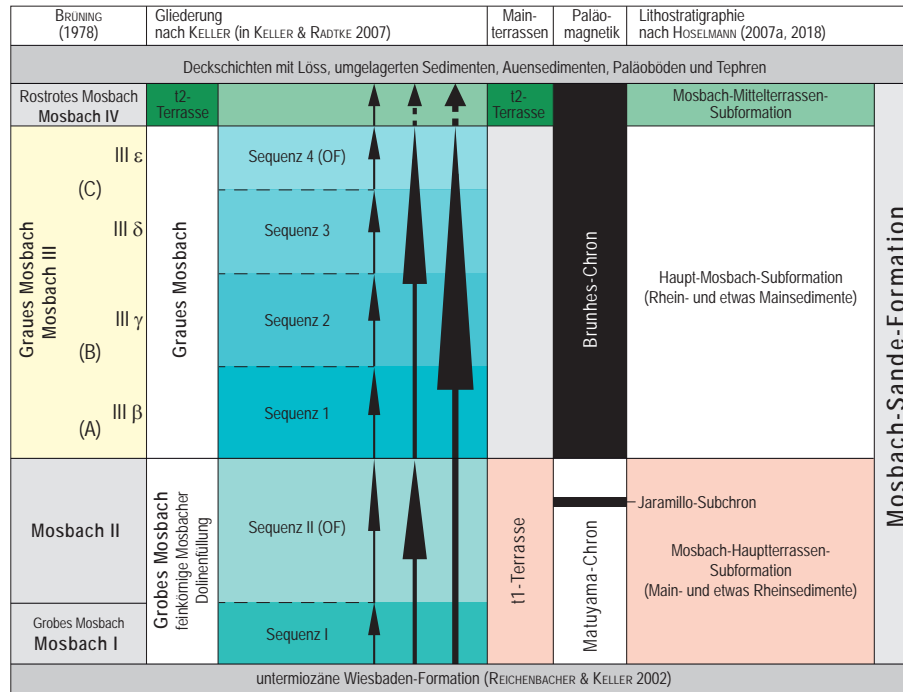 BRÜNING
(1978)
Gliederung
nach KELLER (in KELLER & RADTKE 2007)
Main-
terrassen
Paläo-
magnetik
Lithostratigraphie
nach HOSELMANN (2007a, 2018)
Deckschichten mit Löss, umgelagerten Sedimenten, Auensedimenten, Paläoböden und Tephren
Rostrotes Mosbach
Mosbach IV
t2-
Terrasse
t2-
Terrasse
Mosbach-Mittelterrassen-
Subformation
Graues Mosbach
Mosbach III
III ε
(C)
III δ
III γ
(B)
III β
(A)
Graues Mosbach
Sequenz 4 (OF)
Sequenz 3
Sequenz 2
Sequenz 1
Brunhes-Chron
Haupt-Mosbach-Subformation
(Rhein- und etwas Mainsedimente)
Mosbach-Sande-Formation
Mosbach II
Grobes Mosbach
Mosbach I
Grobes Mosbach
feinkörnige Mosbacher
Dolinenfüllung
Sequenz II (OF)
Sequenz I
t1-Terrasse
Matuyama-Chron
Jaramillo-Subchron
Mosbach-Hauptterrassen-
Subformation
(Main- und etwas Rheinsedimente)
untermiozäne Wiesbaden-Formation (REICHENBACHER & KELLER 2002)